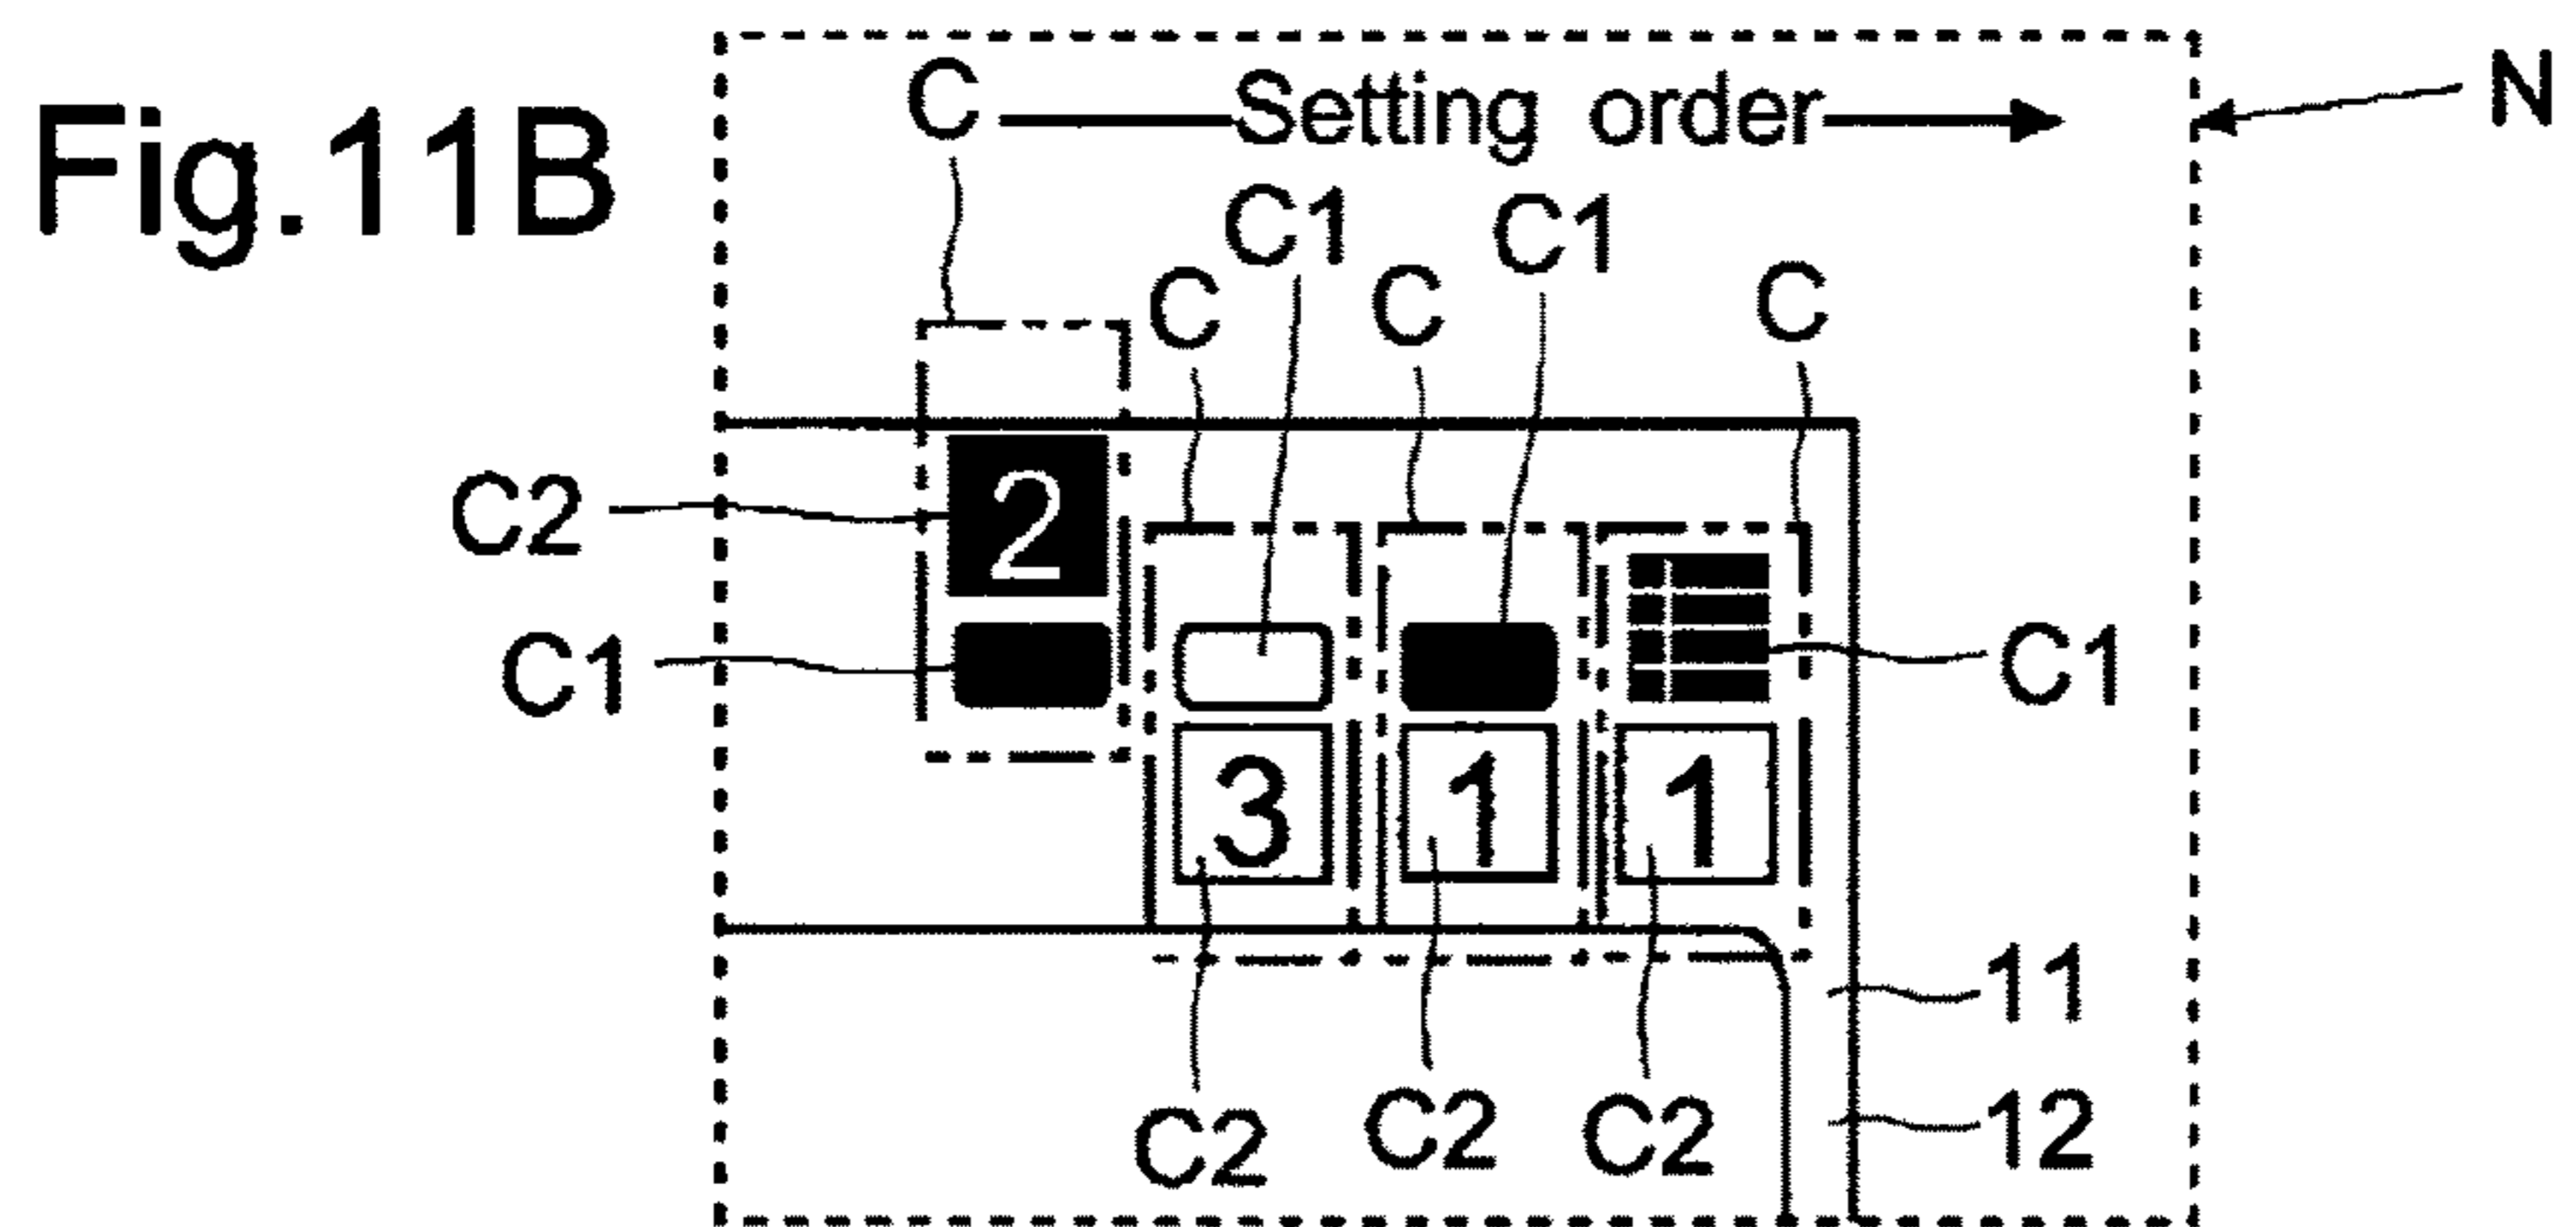 Fig.11B
C Setting order N
C1 C1
C C C
C2 2
C1 C1
3 1 1
11
C2 C2 C2 12